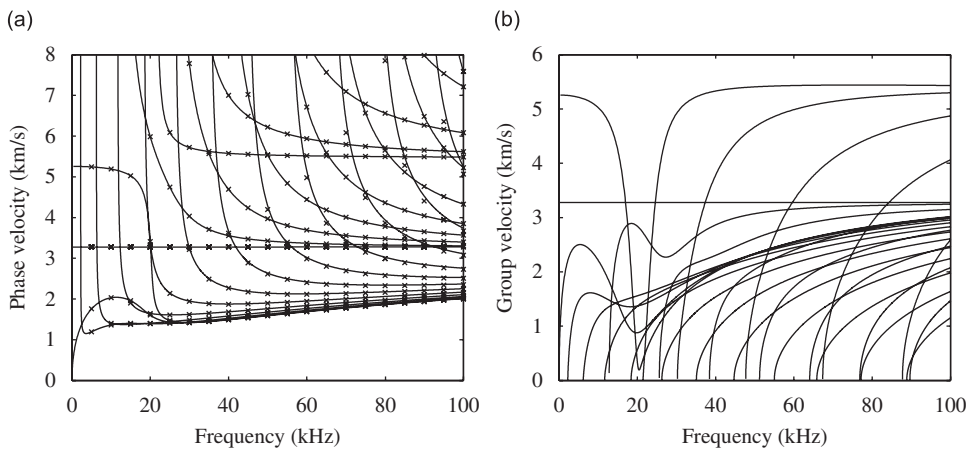 (a)
Phase velocity (km/s)
8
7
6
5
4
3
2
1
0
0 20 40 60 80 100
Frequency (kHz)
(b)
Group velocity (km/s)
6
5
4
3
2
1
0
0 20 40 60 80 100
Frequency (kHz)